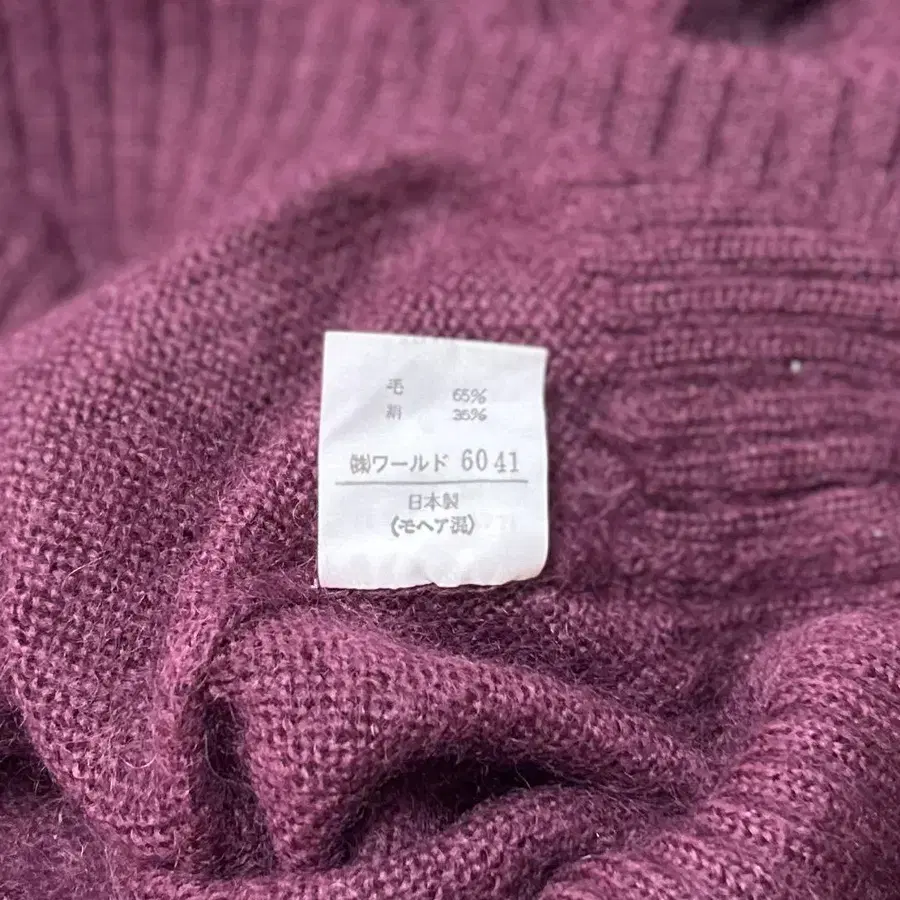 毛 65%
絹 35%
㈱ワールド 6041
日本製
(モヘア混)